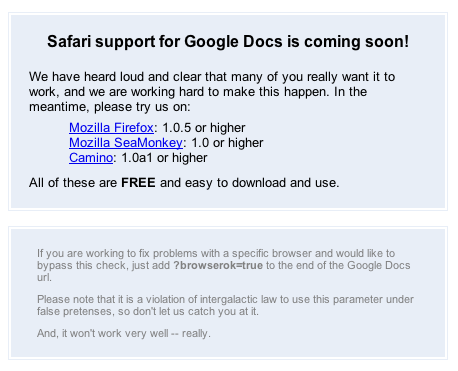 Safari support for Google Docs is coming soon!
We have heard loud and clear that many of you really want it to
work, and we are working hard to make this happen. In the
meantime, please try us on:
Mozilla Firefox: 1.0.5 or higher
Mozilla SeaMonkey: 1.0 or higher
Camino: 1.0a1 or higher
All of these are FREE and easy to download and use.
If you are working to fix problems with a specific browser and would like to
bypass this check, just add ?browserok=true to the end of the Google Docs
url.
Please note that it is a violation of intergalactic law to use this parameter under
false pretenses, so don't let us catch you at it.
And, it won't work very well -- really.